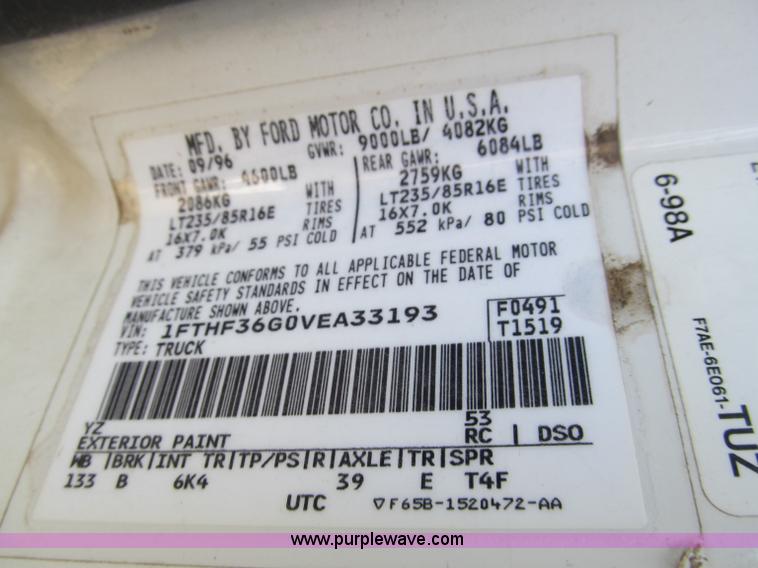 MFD. BY FORD MOTOR CO. IN U.S.A.
DATE: 09/96 GVWR: 9000LB/ 4082KG
FRONT GAWR: 4600LB REAR GAWR: 6084LB
2086KG WITH 2759KG WITH
LT235/85R16E TIRES LT235/85R16E TIRES
16X7.0K RIMS 16X7.0K RIMS
AT 379 kPa/ 55 PSI COLD AT 552 kPa/ 80 PSI COLD
THIS VEHICLE CONFORMS TO ALL APPLICABLE FEDERAL MOTOR
VEHICLE SAFETY STANDARDS IN EFFECT ON THE DATE OF
MANUFACTURE SHOWN ABOVE.
VIN: 1FTHF36G0VEA33193 F0491
TYPE: TRUCK T1519
YZ 53
EXTERIOR PAINT RC | DSO
WB |BRK|INT TR|TP/PS|R|AXLE|TR|SPR
133 B 6K4 39 E T4F
UTC ▽F65B-1520472-AA
6-98A
F7AE-6E061-TUZ
www.purplewave.com